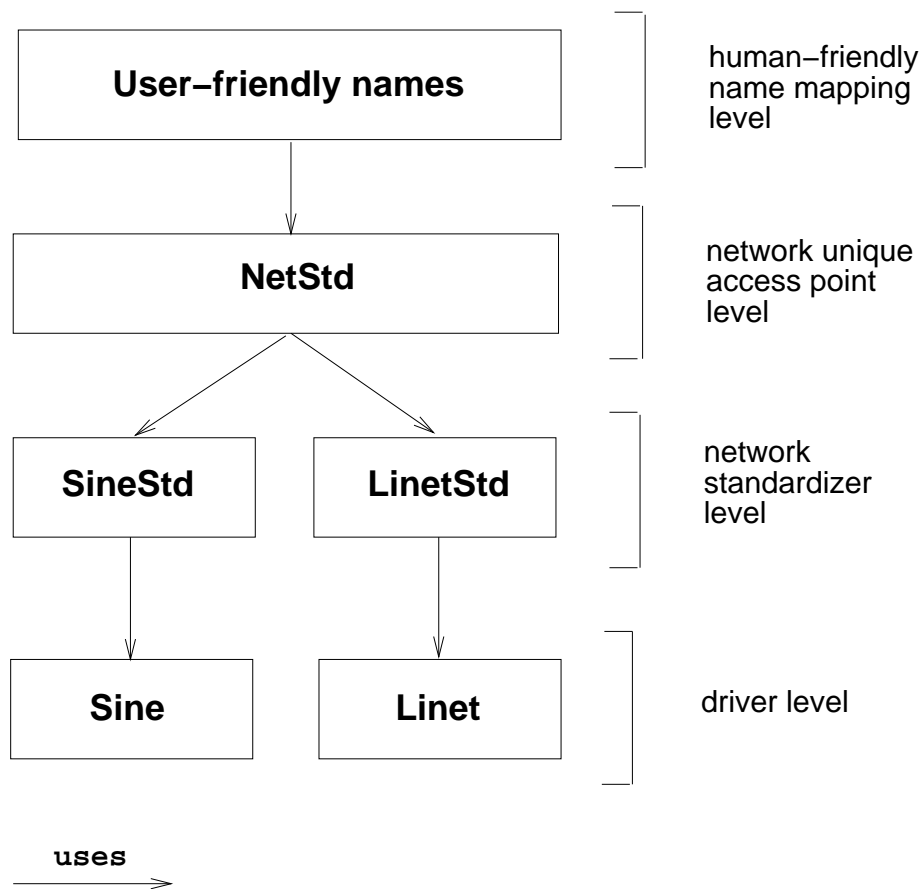 User−friendly names
human−friendly
name mapping
level
NetStd
network unique
access point
level
SineStd
LinetStd
network
standardizer
level
Sine
Linet
driver level
uses